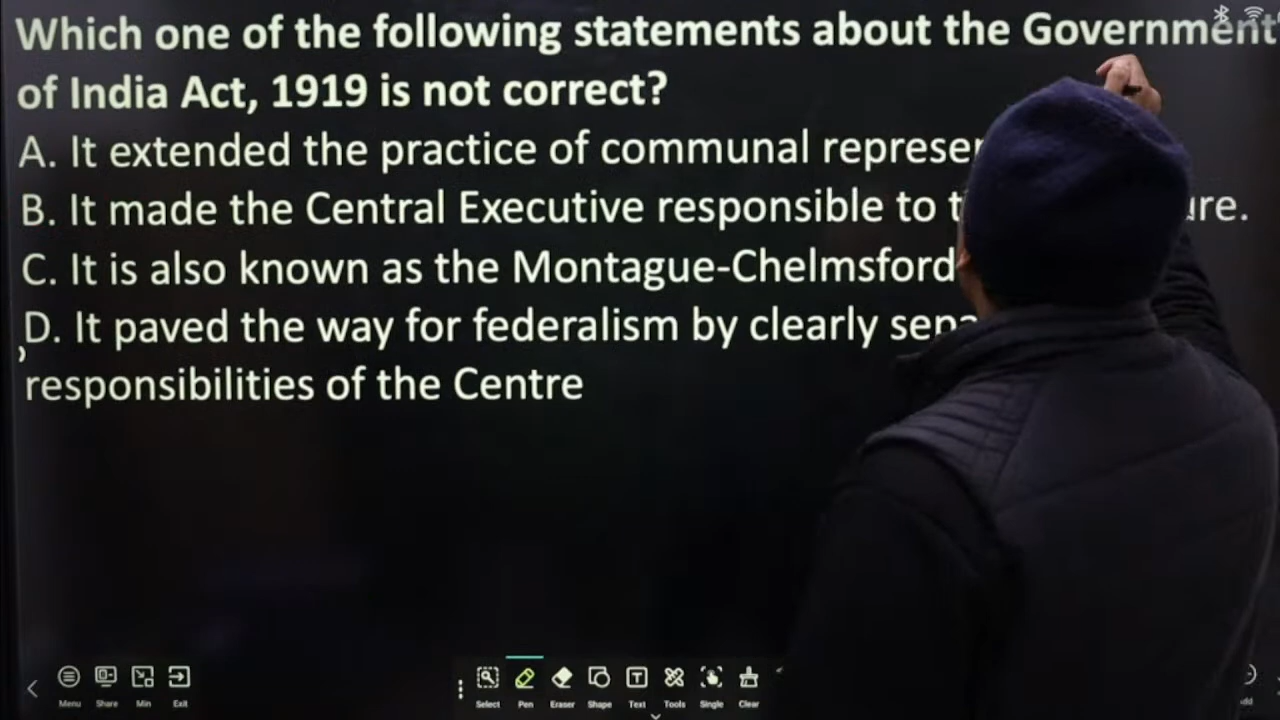 Which one of the following statements about the Government
of India Act, 1919 is not correct?
A. It extended the practice of communal
B. It made the Central Executive responsible to
C. It is also known as the Montague-Chelmsford
D. It paved the way for federalism by clearly
responsibilities of the Centre
Menu Share Min Exit Select Pen Eraser Shape Text Tools Single Clear